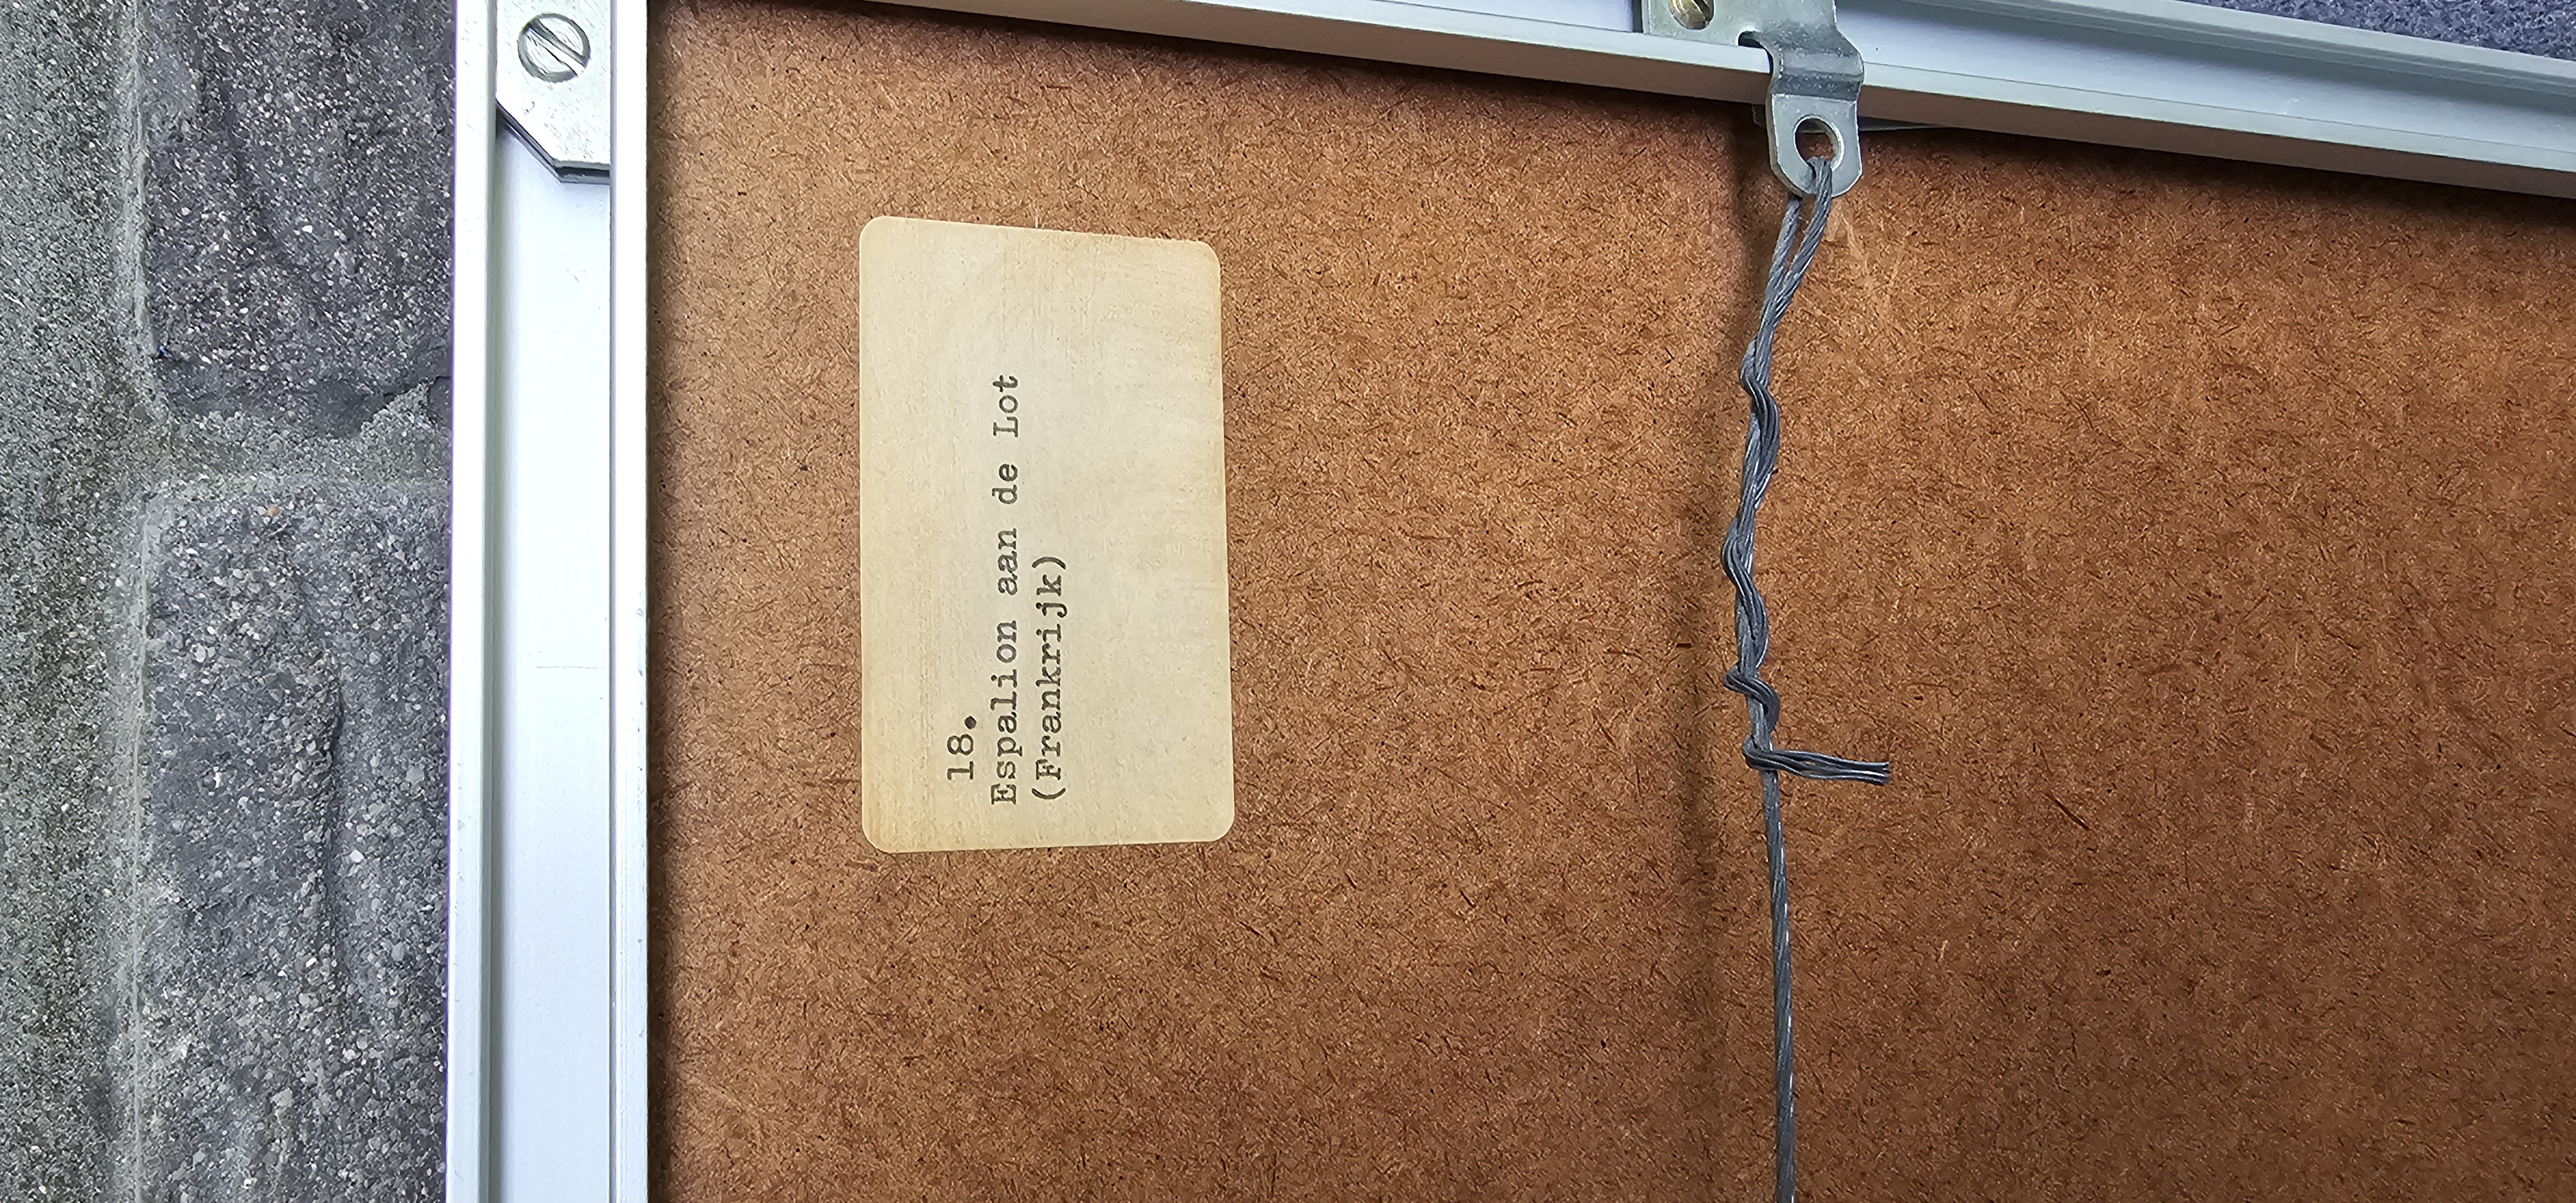 18.
Espalion aan de Lot
(Frankrijk)